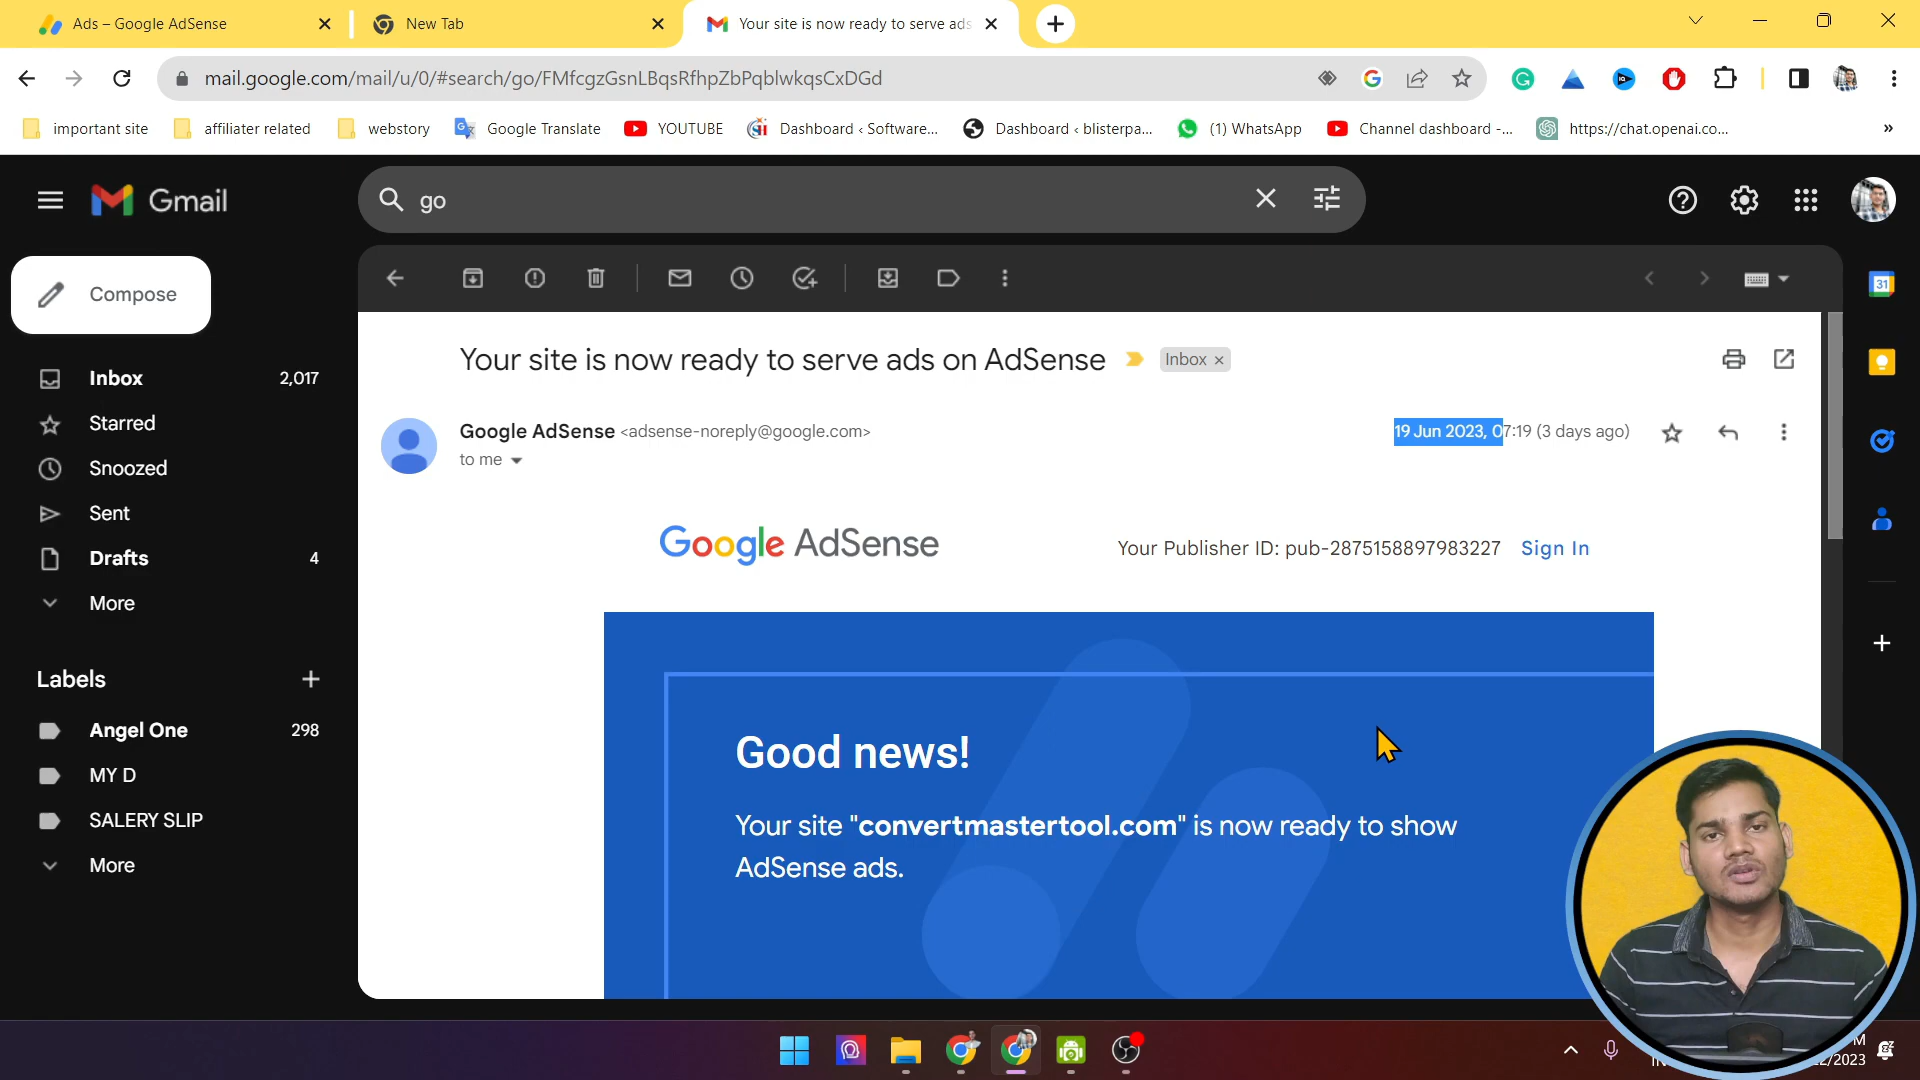 Ads – Google AdSense
New Tab
Your site is now ready to serve ads
mail.google.com/mail/u/0/#search/go/FMfcgzGsnLBqsRfhpZbPqblwkqsCxDGd
important site
affiliater related
webstory
Google Translate
YOUTUBE
Dashboard ‹ Software...
Dashboard ‹ blisterpa...
(1) WhatsApp
Channel dashboard -...
https://chat.openai.co...
»
Gmail
go
Compose
Inbox 2,017
Starred
Snoozed
Sent
Drafts 4
More
Labels
Angel One 298
MY D
SALERY SLIP
More
Your site is now ready to serve ads on AdSense
Inbox ×
Google AdSense <adsense-noreply@google.com>
19 Jun 2023, 07:19 (3 days ago)
to me
Google AdSense
Your Publisher ID: pub-2875158897983227 Sign In
Good news!
Your site "convertmastertool.com" is now ready to show
AdSense ads.
31